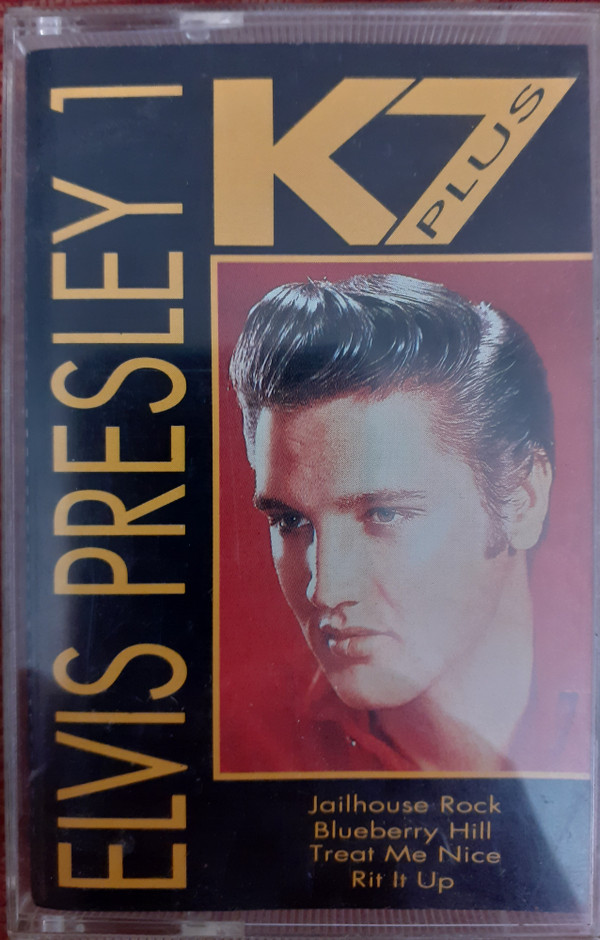 ELVIS PRESLEY 1
K7
PLUS
Jailhouse Rock
Blueberry Hill
Treat Me Nice
Rit It Up